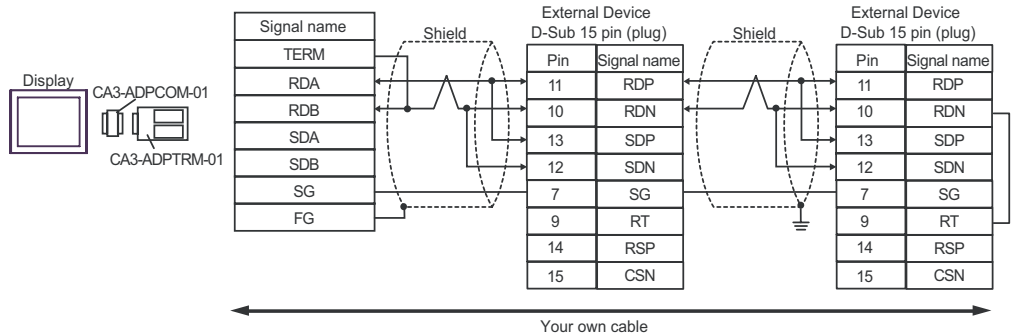 Display
CA3-ADPCOM-01
CA3-ADPTRM-01
Signal name
TERM
RDA
RDB
SDA
SDB
SG
FG
Shield
External Device
D-Sub 15 pin (plug)
Pin Signal name
11 RDP
10 RDN
13 SDP
12 SDN
7 SG
9 RT
14 RSP
15 CSN
Shield
External Device
D-Sub 15 pin (plug)
Pin Signal name
11 RDP
10 RDN
13 SDP
12 SDN
7 SG
9 RT
14 RSP
15 CSN
Your own cable